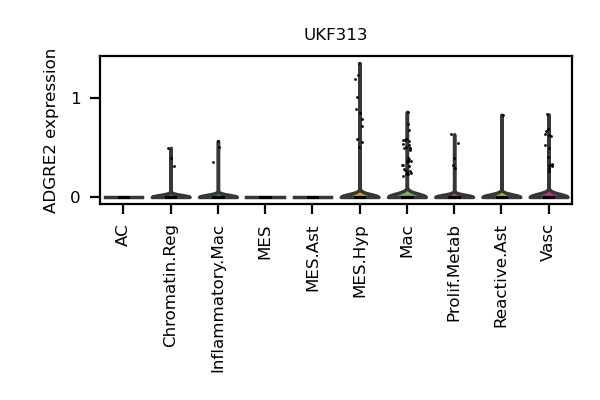 UKF313
ADGRE2 expression
1
0
AC
Chromatin.Reg
Inflammatory.Mac
MES
MES.Ast
MES.Hyp
Mac
Prolif.Metab
Reactive.Ast
Vasc